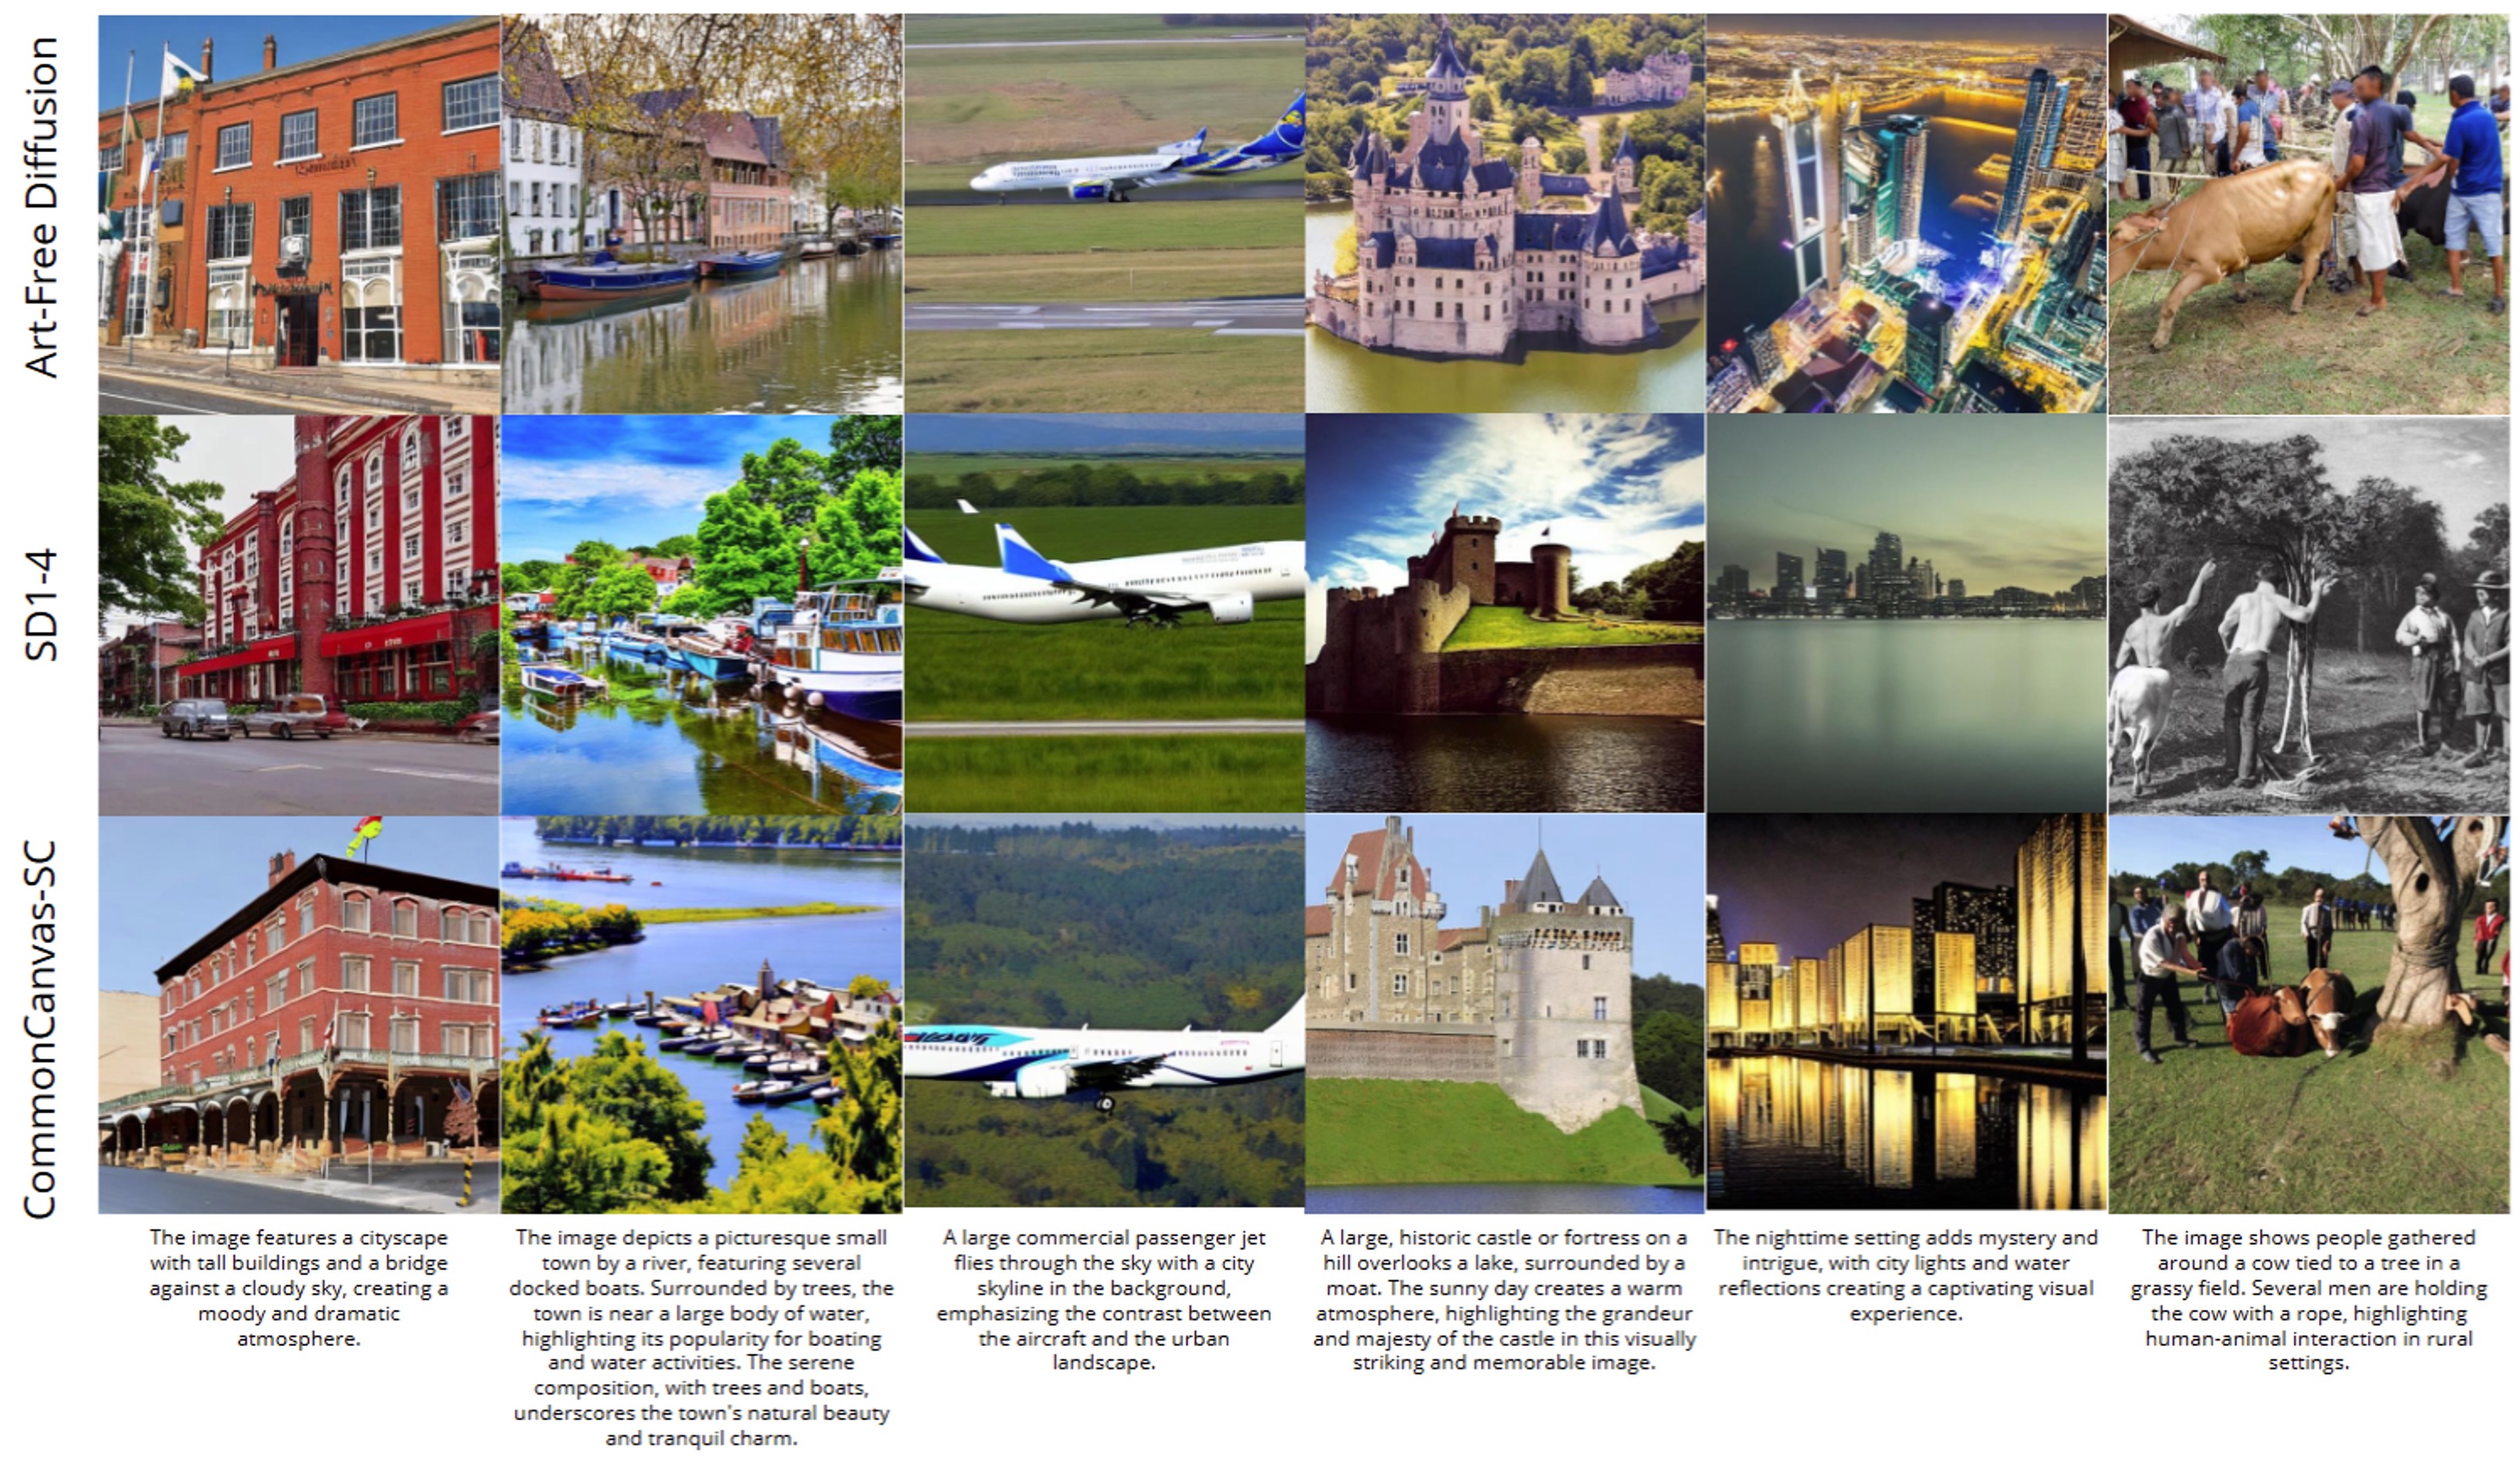 Art-Free Diffusion
SD1-4
CommonCanvas-SC
The image features a cityscape
with tall buildings and a bridge
against a cloudy sky, creating a
moody and dramatic
atmosphere.
The image depicts a picturesque small
town by a river, featuring several
docked boats. Surrounded by trees, the
town is near a large body of water,
highlighting its popularity for boating
and water activities. The serene
composition, with trees and boats,
underscores the town's natural beauty
and tranquil charm.
A large commercial passenger jet
flies through the sky with a city
skyline in the background,
emphasizing the contrast between
the aircraft and the urban
landscape.
A large, historic castle or fortress on a
hill overlooks a lake, surrounded by a
moat. The sunny day creates a warm
atmosphere, highlighting the grandeur
and majesty of the castle in this visually
striking and memorable image.
The nighttime setting adds mystery and
intrigue, with city lights and water
reflections creating a captivating visual
experience.
The image shows people gathered
around a cow tied to a tree in a
grassy field. Several men are holding
the cow with a rope, highlighting
human-animal interaction in rural
settings.